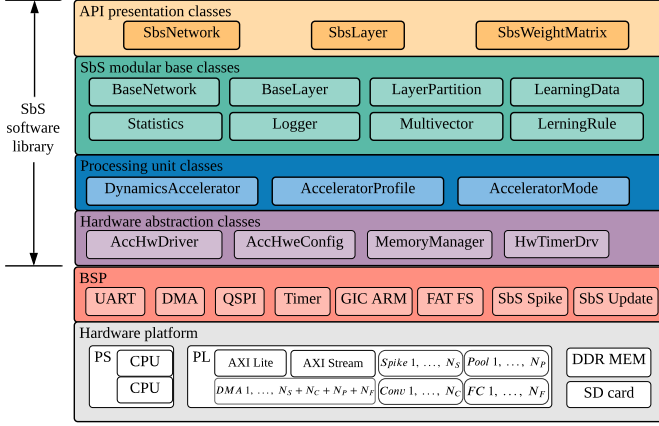 API presentation classes
SbsNetwork
SbsLayer
SbsWeightMatrix
SbS modular base classes
BaseNetwork
BaseLayer
LayerPartition
LearningData
Statistics
Logger
Multivector
LerningRule
SbS
software
library
Processing unit classes
DynamicsAccelerator
AcceleratorProfile
AcceleratorMode
Hardware abstraction classes
AccHwDriver
AccHweConfig
MemoryManager
HwTimerDrv
BSP
UART
DMA
QSPI
Timer
GIC ARM
FAT FS
SbS Spike
SbS Update
Hardware platform
PS
CPU
CPU
PL
AXI Lite
AXI Stream
Spike 1, ..., N_S
Pool 1, ..., N_P
DMA 1, ..., N_S + N_C + N_P + N_F
Conv 1, ..., N_C
FC 1, ..., N_F
DDR MEM
SD card